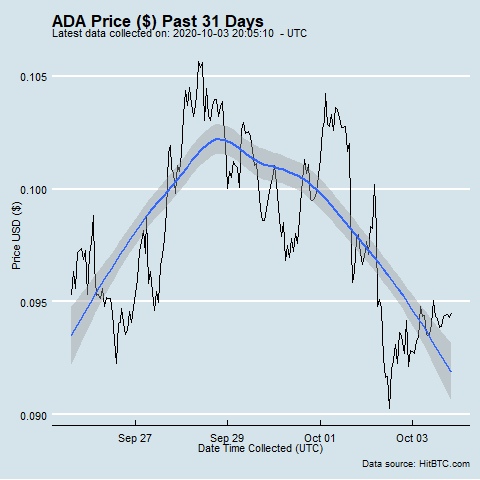 ADA Price ($) Past 31 Days
Latest data collected on: 2020-10-03 20:05:10 - UTC
0.105
0.100
0.095
0.090
Price USD ($)
Sep 27 Sep 29 Oct 01 Oct 03
Date Time Collected (UTC)
Data source: HitBTC.com